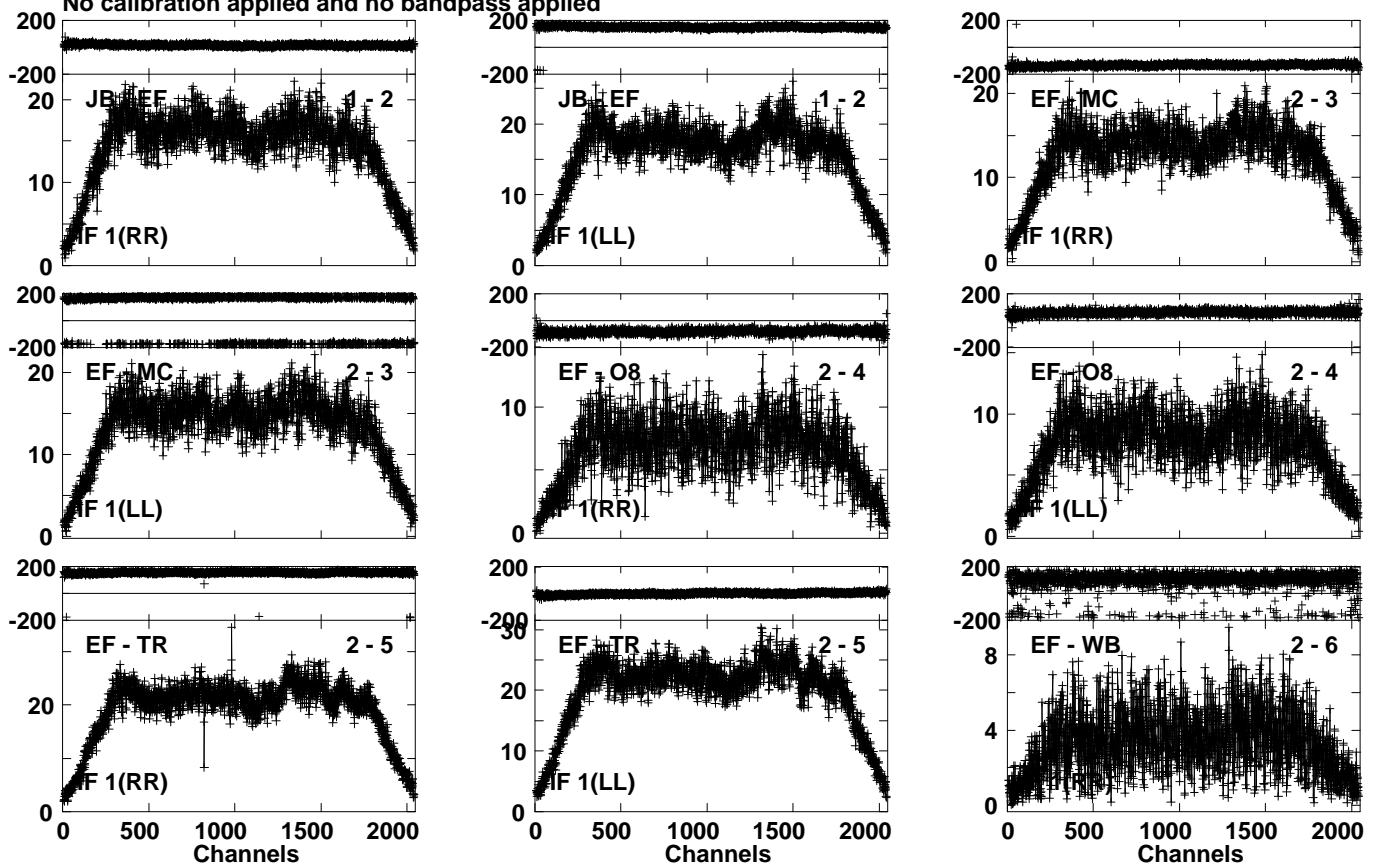 No calibration applied and no bandpass applied
200 200 200
-200 -200 -200
20 JB - EF 1 - 2 20 JB - EF 1 - 2 20 EF - MC 2 - 3
10 10 10
IF 1(RR) IF 1(LL) IF 1(RR)
0 0 0
200 200 200
-200 -200 -200
20 EF - MC 2 - 3 EF - O8 2 - 4 EF - O8 2 - 4
10 10 10
IF 1(LL) IF 1(RR) IF 1(LL)
0 0 0
200 200 200
-200 -200 -200
EF - TR 2 - 5 30 EF - TR 2 - 5 8 EF - WB 2 - 6
20 20 4
10
IF 1(RR) IF 1(LL)
0 0 0
0 500 1000 1500 2000 0 500 1000 1500 2000 0 500 1000 1500 2000
Channels Channels Channels